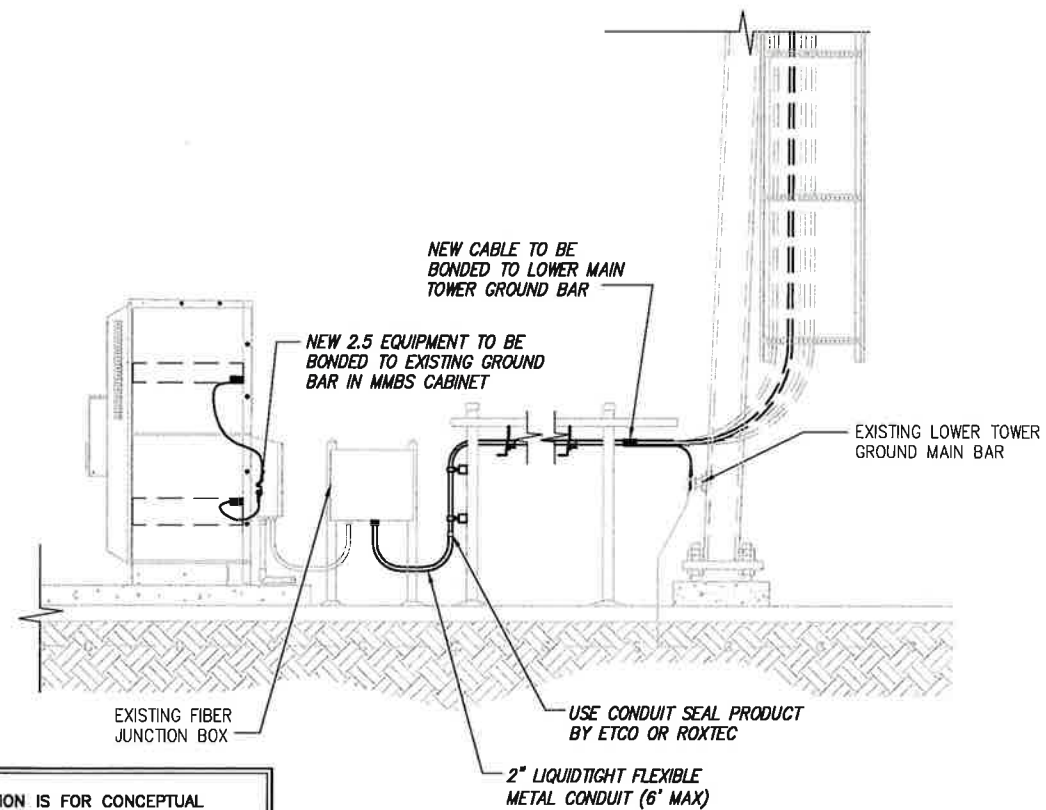 NEW CABLE TO BE
BONDED TO LOWER MAIN
TOWER GROUND BAR
NEW 2.5 EQUIPMENT TO BE
BONDED TO EXISTING GROUND
BAR IN MMBS CABINET
EXISTING LOWER TOWER
GROUND MAIN BAR
EXISTING FIBER
JUNCTION BOX
USE CONDUIT SEAL PRODUCT
BY ETCO OR ROXTEC
2" LIQUIDTIGHT FLEXIBLE
METAL CONDUIT (6' MAX)
ION IS FOR CONCEPTUAL